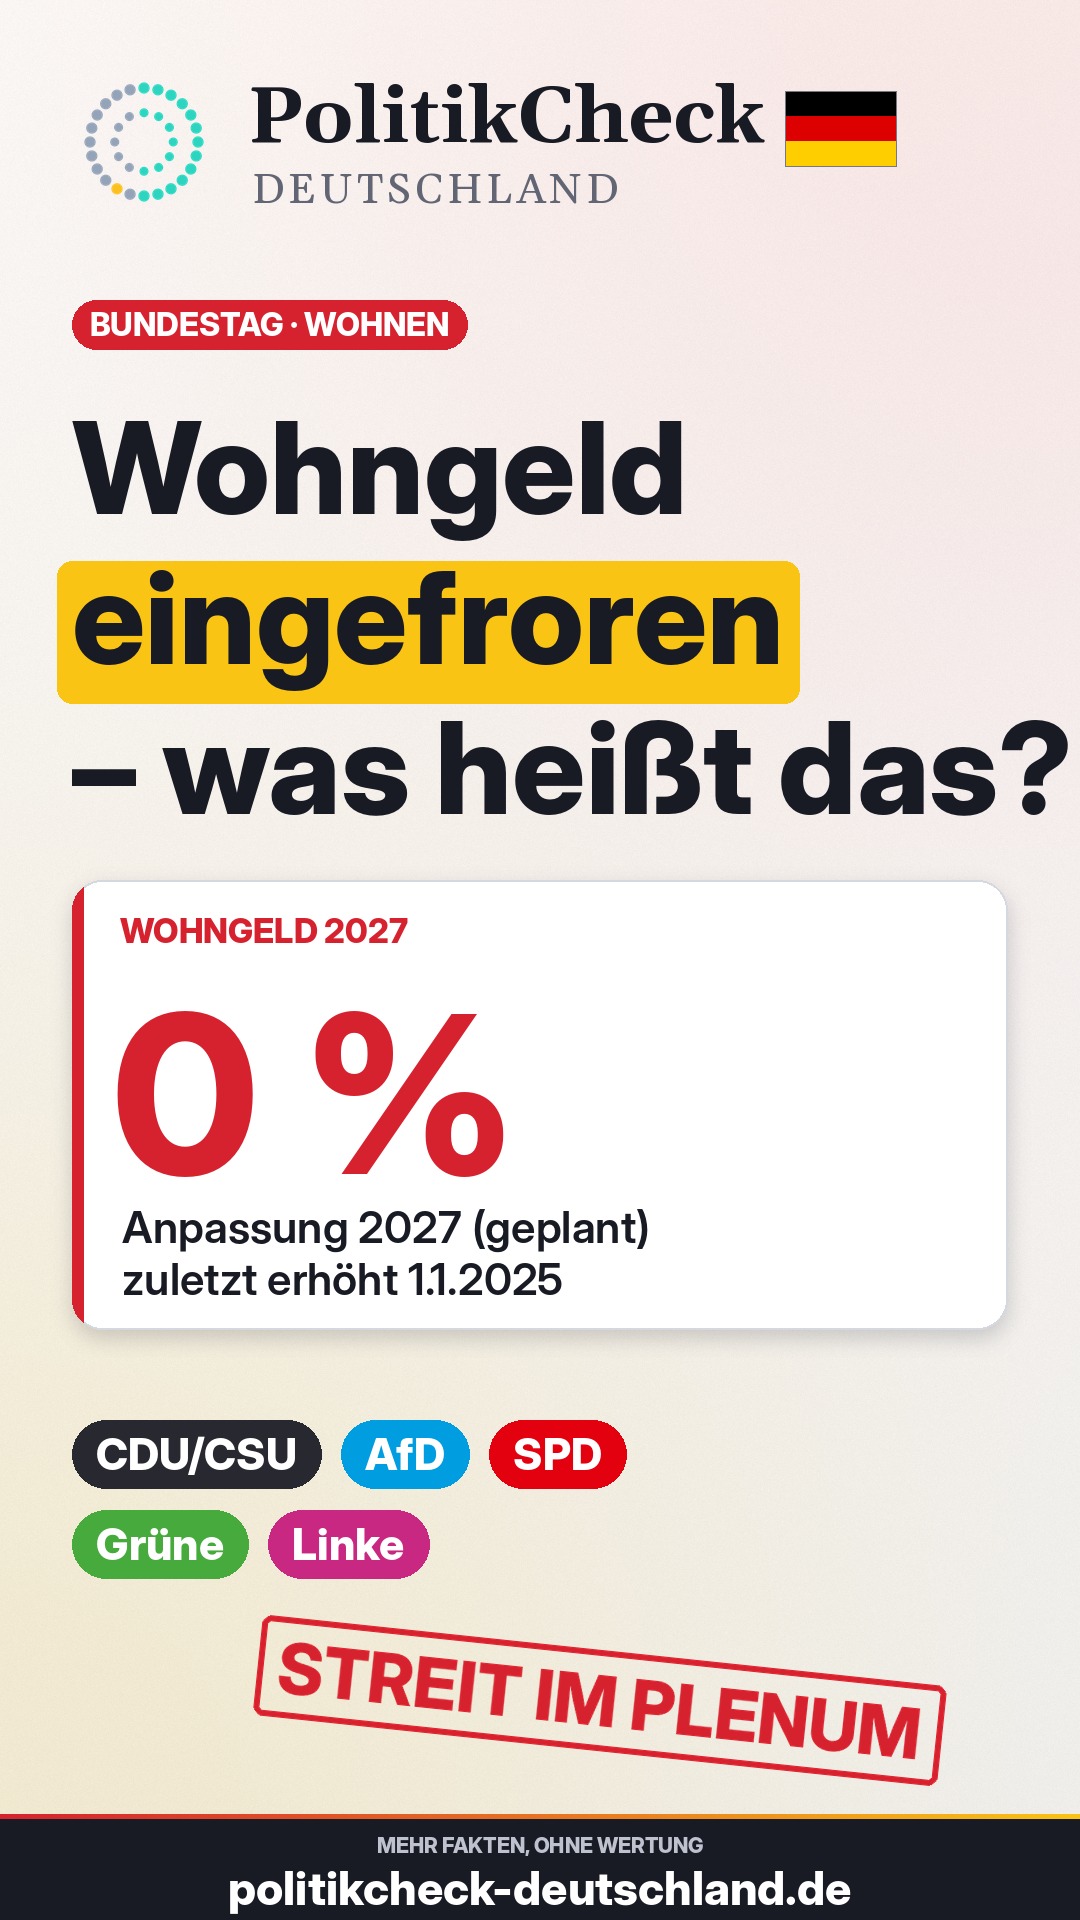 PolitikCheck
DEUTSCHLAND
BUNDESTAG · WOHNEN
Wohngeld
eingefroren
– was heißt das?
WOHNGELD 2027
0 %
Anpassung 2027 (geplant)
zuletzt erhöht 1.1.2025
CDU/CSU AfD SPD
Grüne Linke
STREIT IM PLENUM
MEHR FAKTEN, OHNE WERTUNG
politikcheck-deutschland.de